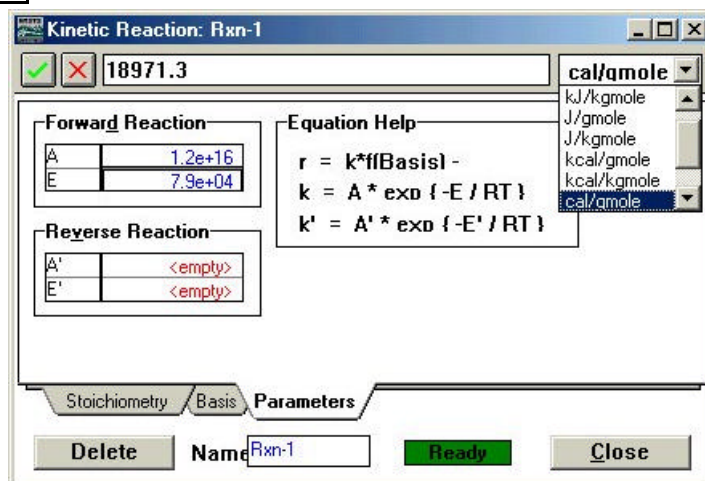 Kinetic Reaction: Rxn-1
18971.3
cal/gmole
kJ/kgmole
J/gmole
J/kgmole
kcal/gmole
kcal/kgmole
cal/gmole
Forward Reaction
A 1.2e+16
E 7.9e+04
Equation Help
r = k*f(Basis) -
k = A * exp { -E / RT }
k' = A' * exp { -E' / RT }
Reverse Reaction
A' <empty>
E' <empty>
Stoichiometry Basis Parameters
Delete Name Rxn-1 Ready Close